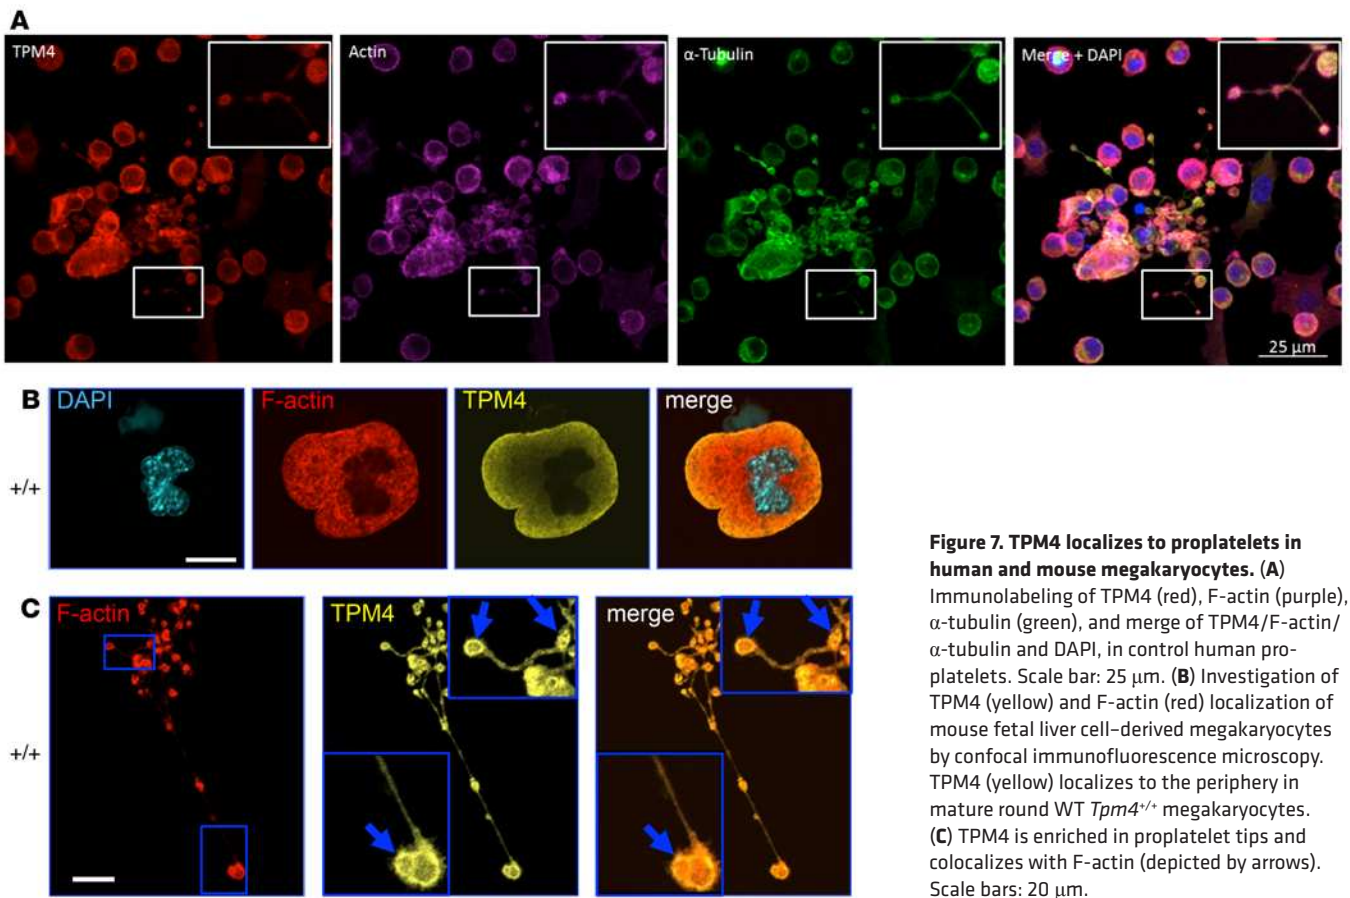 A
TPM4
Actin
α-Tubulin
Merge + DAPI
25 μm
B
DAPI
F-actin
TPM4
merge
+/+
C
F-actin
TPM4
merge
+/+
Figure 7. TPM4 localizes to proplatelets in
human and mouse megakaryocytes. (A)
Immunolabeling of TPM4 (red), F-actin (purple),
α-tubulin (green), and merge of TPM4/F-actin/
α-tubulin and DAPI, in control human pro-
platelets. Scale bar: 25 μm. (B) Investigation of
TPM4 (yellow) and F-actin (red) localization of
mouse fetal liver cell–derived megakaryocytes
by confocal immunofluorescence microscopy.
TPM4 (yellow) localizes to the periphery in
mature round WT Tpm4+/+ megakaryocytes.
(C) TPM4 is enriched in proplatelet tips and
colocalizes with F-actin (depicted by arrows).
Scale bars: 20 μm.